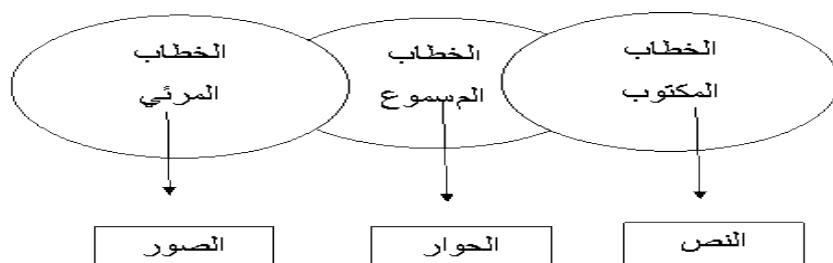 الخطاب
المكتوب
الخطاب
المسموع
الخطاب
المرئي
النص
الحوار
الصور